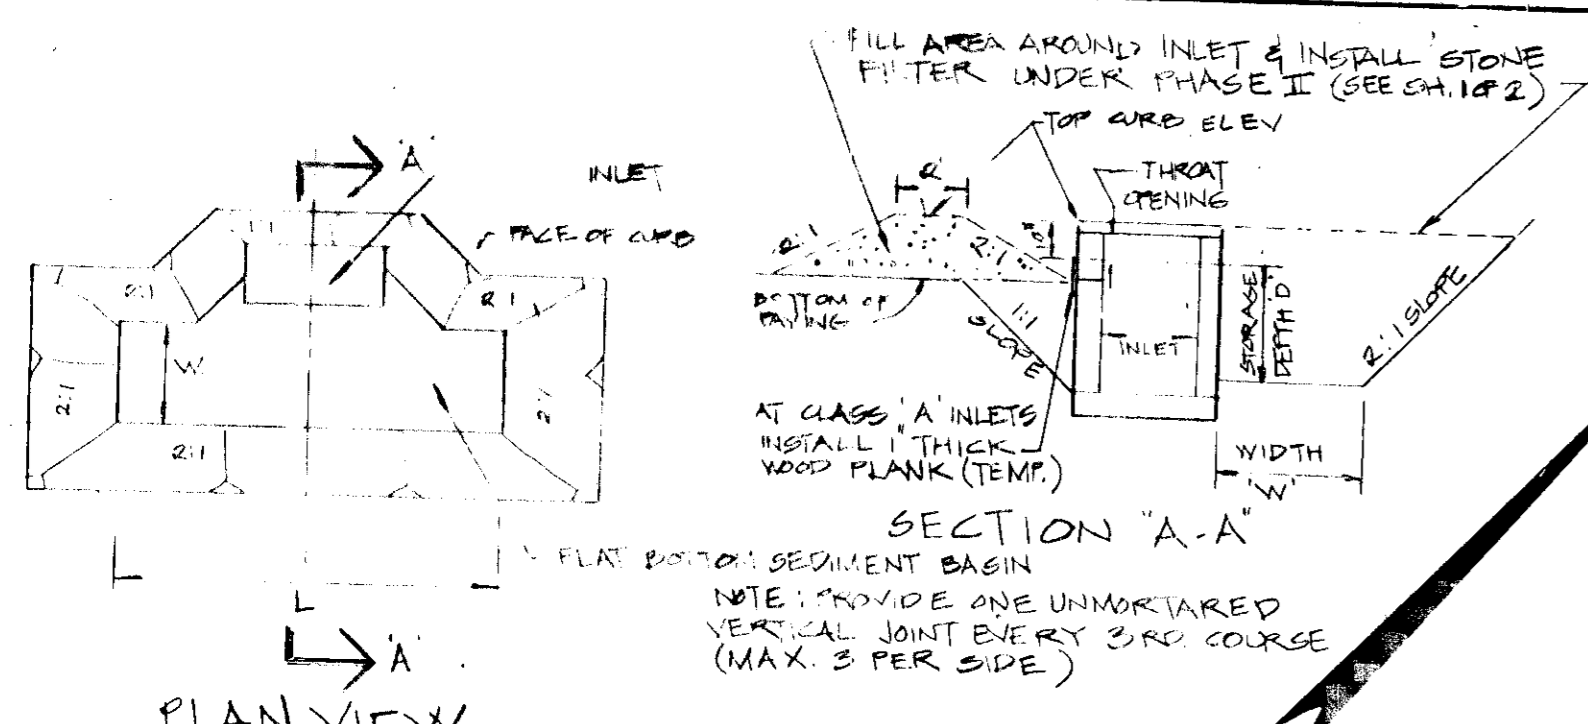 FILL AREA AROUND INLET & INSTALL STONE
FILTER UNDER PHASE II (SEE SH. 1 OF 2)
TOP CURB ELEV
THROAT
OPENING
'A'
INLET
FACE OF CURB
2:1
2:1
2:1
2:1
2:1
W
2:1
2:1
BOTTOM OF
PAVING
1:1
SLOPE
INLET
STORAGE
DEPTH 'D'
2:1 SLOPE
AT CLASS 'A' INLETS
INSTALL 1" THICK
WOOD PLANK (TEMP.)
WIDTH
'W'
SECTION "A-A"
FLAT BOTTOM SEDIMENT BASIN
L
NOTE: PROVIDE ONE UNMORTARED
VERTICAL JOINT EVERY 3RD. COURSE
(MAX. 3 PER SIDE)
'A'
PLAN VIEW